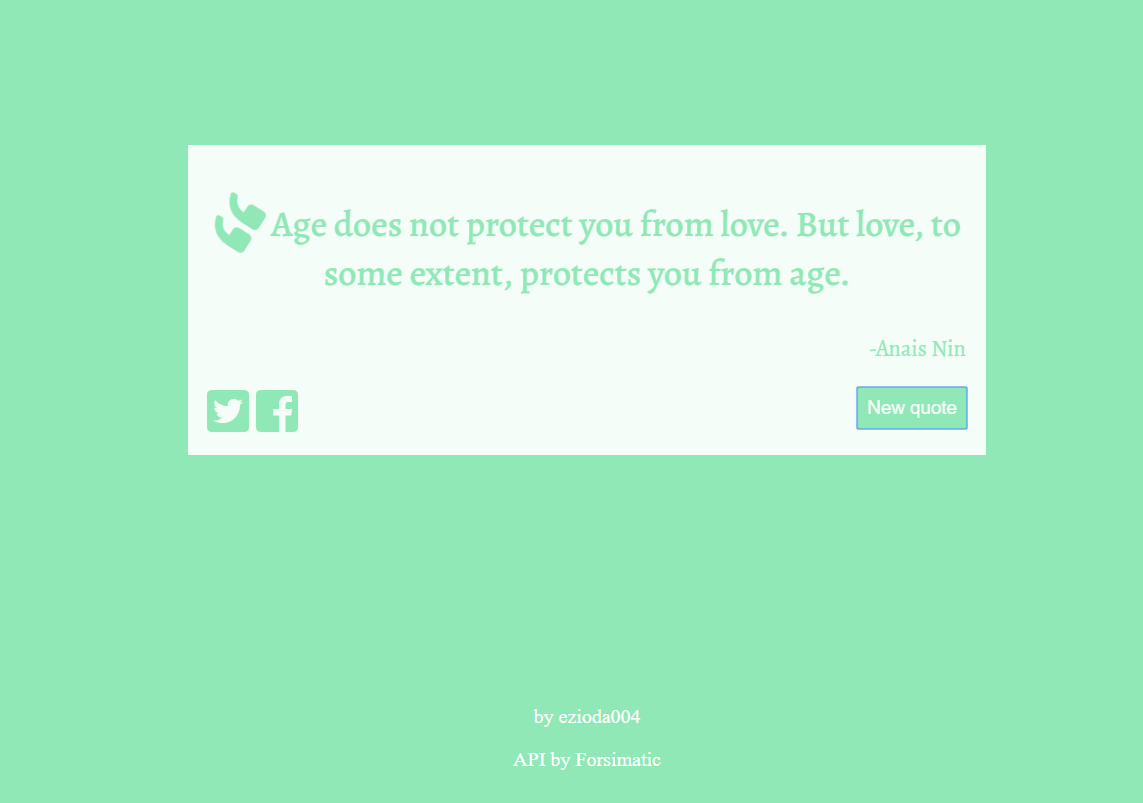 Age does not protect you from love. But love, to
some extent, protects you from age.
-Anais Nin
New quote
by ezioda004
API by Forsimatic